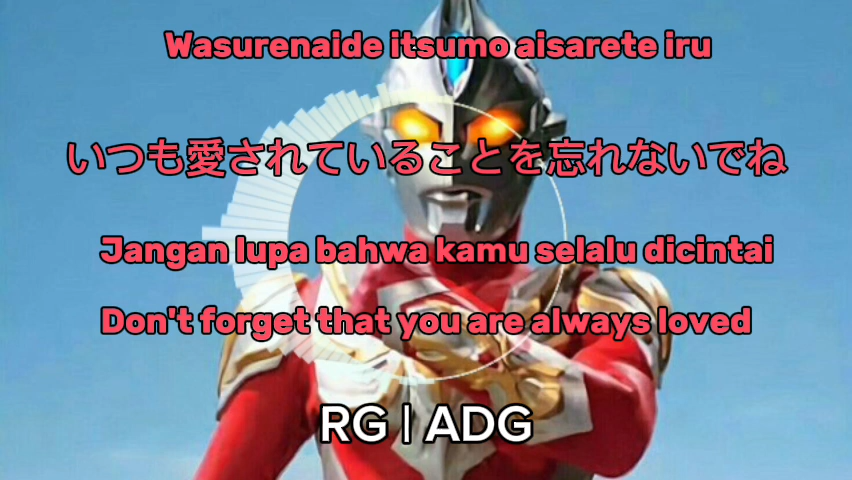 Wasurenaide itsumo aisarete iru
いつも愛されていることを忘れないでね
Jangan lupa bahwa kamu selalu dicintai
Don't forget that you are always loved
RG | ADG